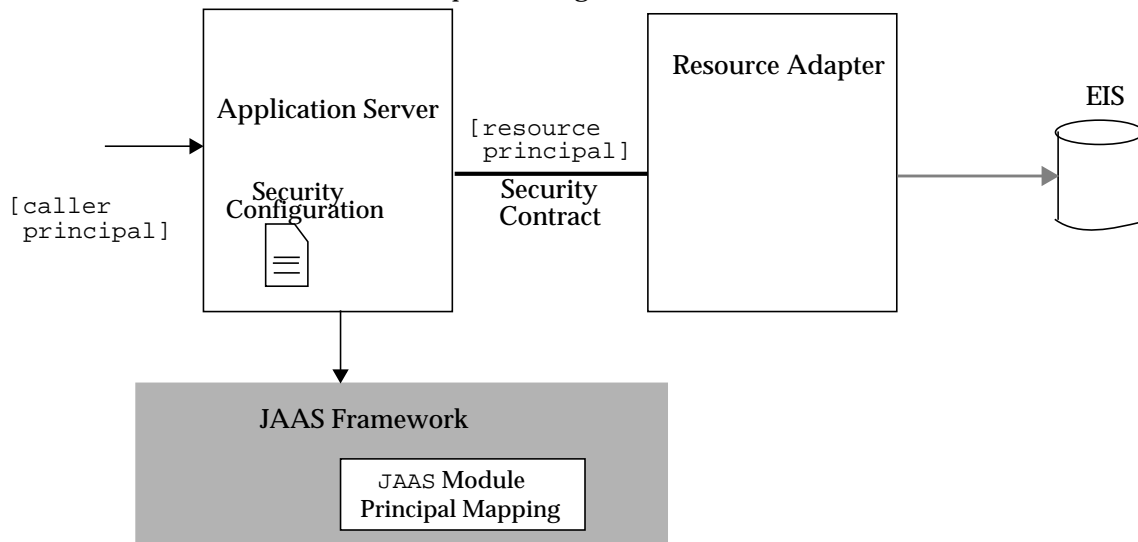 Application Server
Resource Adapter
EIS
[resource
principal]
Security
Contract
[caller
principal]
Security
Configuration
JAAS Framework
JAAS Module
Principal Mapping